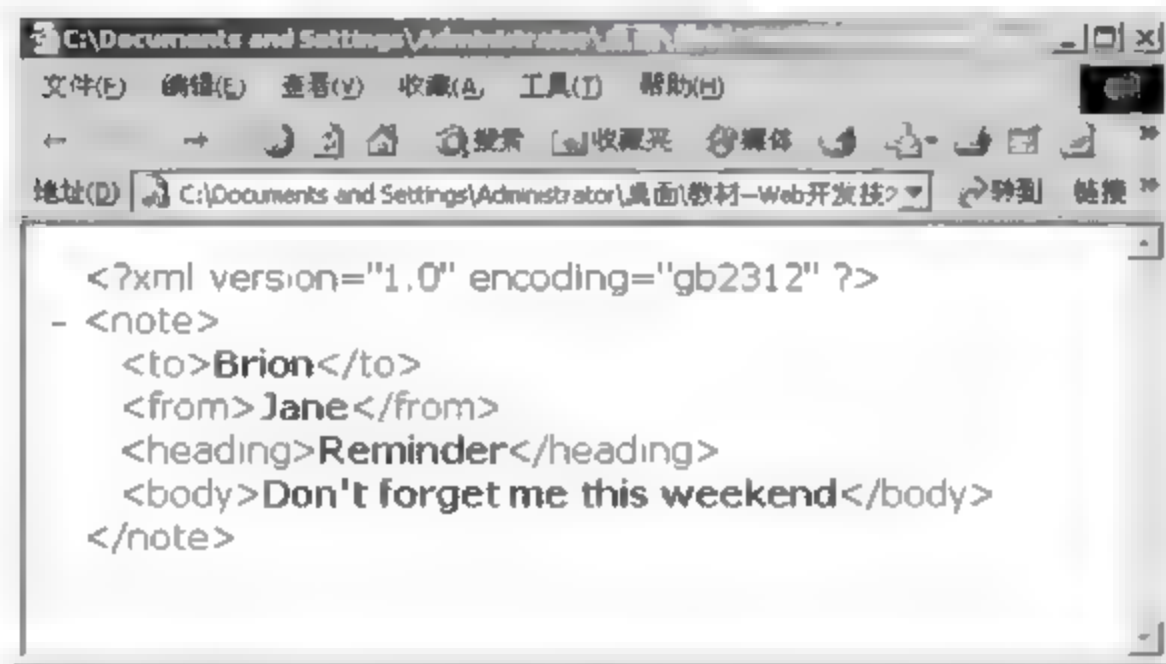 C:\Documents and Settings\Administrator\桌面\
文件(F) 编辑(E) 查看(V) 收藏(A) 工具(T) 帮助(H)
搜索 收藏夹 媒体
地址(D) C:\Documents and Settings\Administrator\桌面\教材—Web开发技 转到 链接
<?xml version="1.0" encoding="gb2312" ?>
- <note>
<to>Brion</to>
<from>Jane</from>
<heading>Reminder</heading>
<body>Don't forget me this weekend</body>
</note>